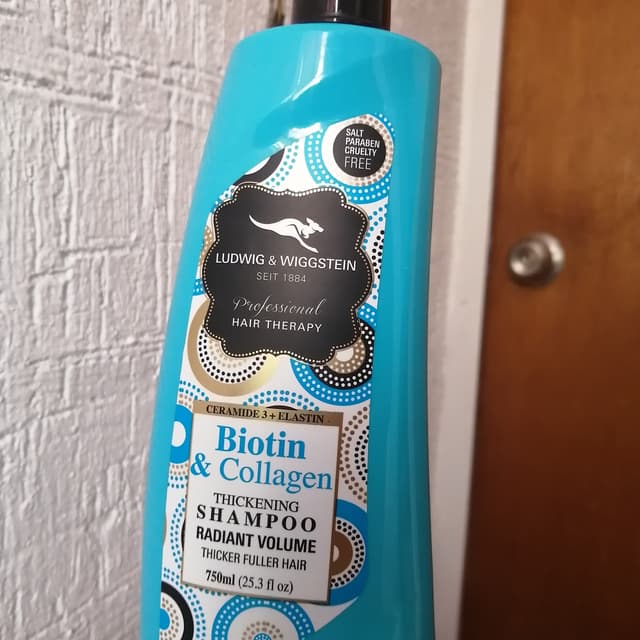 SALT
PARABEN
CRUELTY
FREE
LUDWIG & WIGGSTEIN
SEIT 1884
Professional
HAIR THERAPY
CERAMIDE 3 + ELASTIN
Biotin
& Collagen
THICKENING
SHAMPOO
RADIANT VOLUME
THICKER FULLER HAIR
750ml (25.3 fl oz)